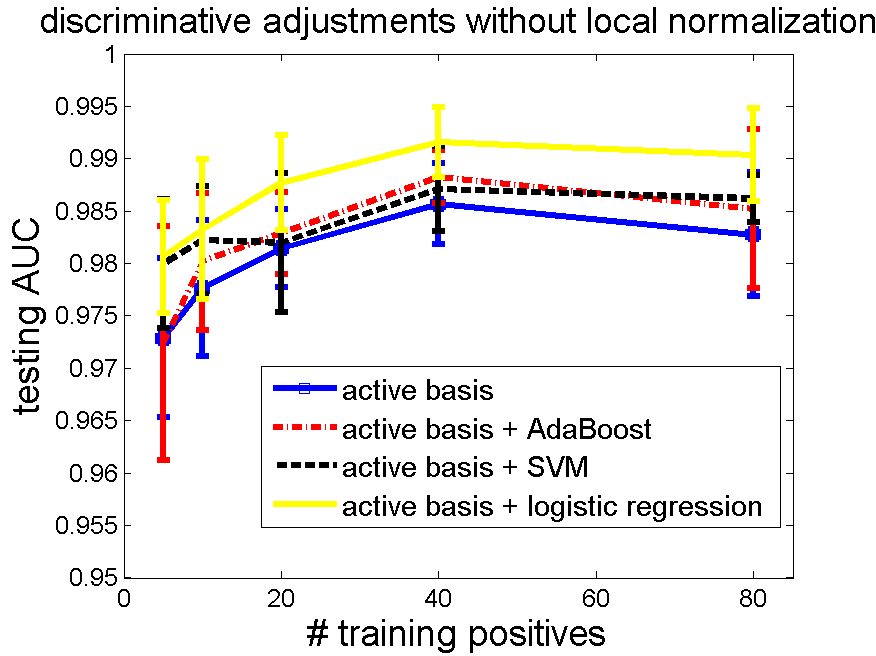 discriminative adjustments without local normalization
1
0.995
0.99
0.985
0.98
0.975
0.97
0.965
0.96
0.955
0.95
testing AUC
active basis
active basis + AdaBoost
active basis + SVM
active basis + logistic regression
0 20 40 60 80
# training positives